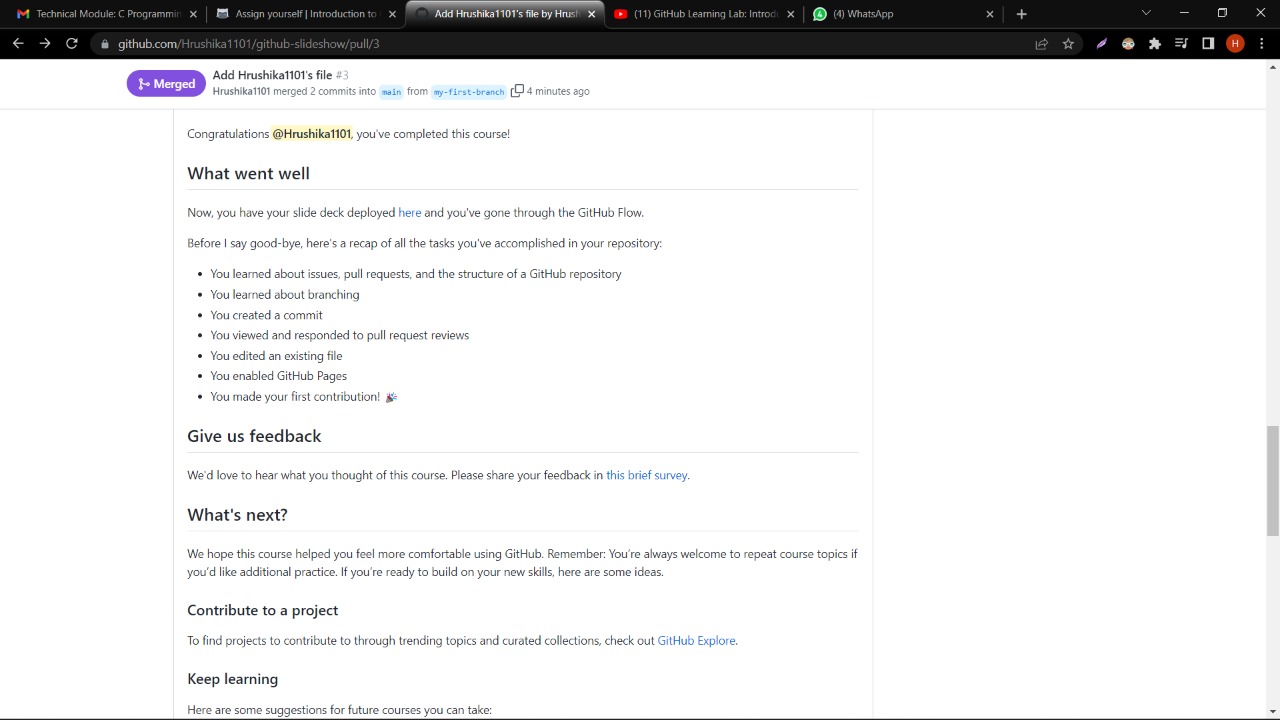 Technical Module: C Programmin
Assign yourself | Introduction to
Add Hrushika1101's file by Hrush
(11) GitHub Learning Lab: Introdu
(4) WhatsApp
github.com/Hrushika1101/github-slideshow/pull/3
H
Merged
Add Hrushika1101's file #3
Hrushika1101 merged 2 commits into main from my-first-branch 4 minutes ago
Congratulations @Hrushika1101, you've completed this course!
What went well
Now, you have your slide deck deployed here and you've gone through the GitHub Flow.
Before I say good-bye, here's a recap of all the tasks you've accomplished in your repository:
• You learned about issues, pull requests, and the structure of a GitHub repository
• You learned about branching
• You created a commit
• You viewed and responded to pull request reviews
• You edited an existing file
• You enabled GitHub Pages
• You made your first contribution! 🎉
Give us feedback
We'd love to hear what you thought of this course. Please share your feedback in this brief survey.
What's next?
We hope this course helped you feel more comfortable using GitHub. Remember: You're always welcome to repeat course topics if
you'd like additional practice. If you're ready to build on your new skills, here are some ideas.
Contribute to a project
To find projects to contribute to through trending topics and curated collections, check out GitHub Explore.
Keep learning
Here are some suggestions for future courses you can take: